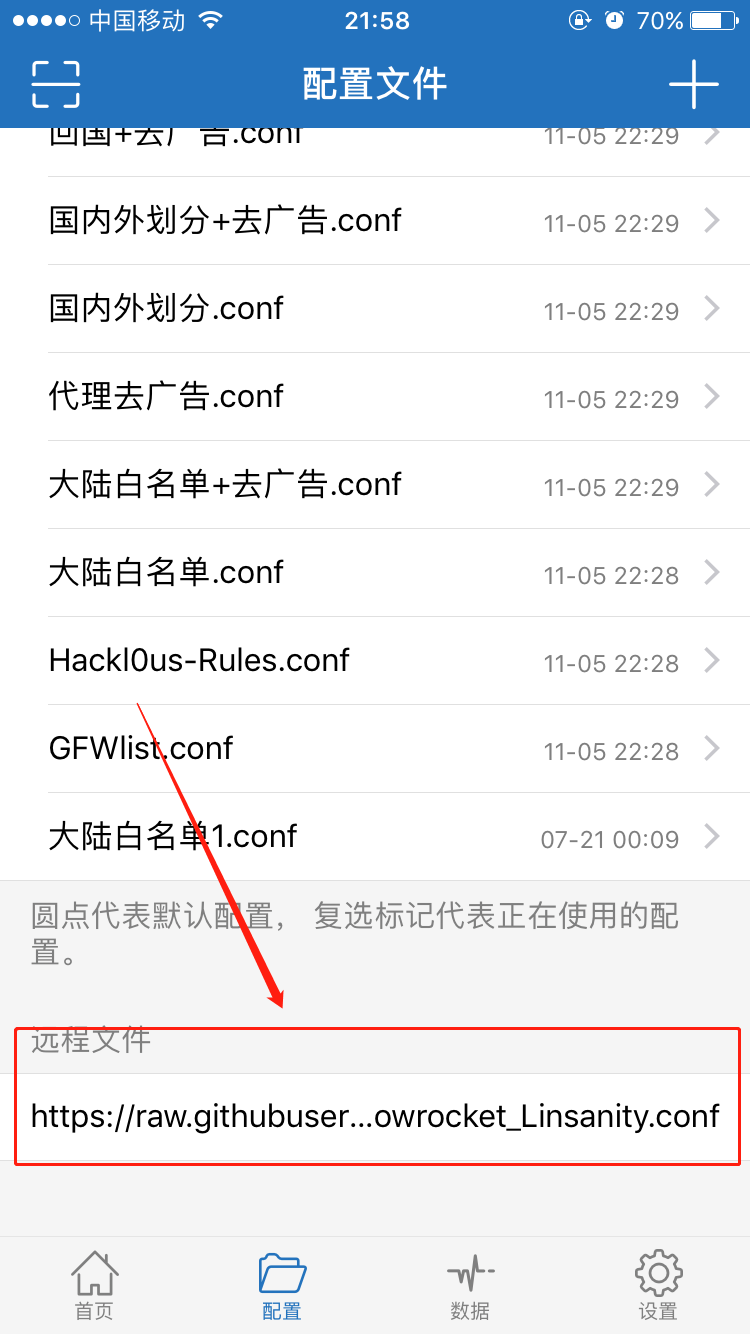 中国移动
21:58
70%
配置文件
回国+去广告.conf
11-05 22:29
国内外划分+去广告.conf
11-05 22:29
国内外划分.conf
11-05 22:29
代理去广告.conf
11-05 22:29
大陆白名单+去广告.conf
11-05 22:29
大陆白名单.conf
11-05 22:28
Hackl0us-Rules.conf
11-05 22:28
GFWlist.conf
11-05 22:28
大陆白名单1.conf
07-21 00:09
圆点代表默认配置， 复选标记代表正在使用的配
置。
远程文件
https://raw.githubuser...owrocket_Linsanity.conf
首页
配置
数据
设置